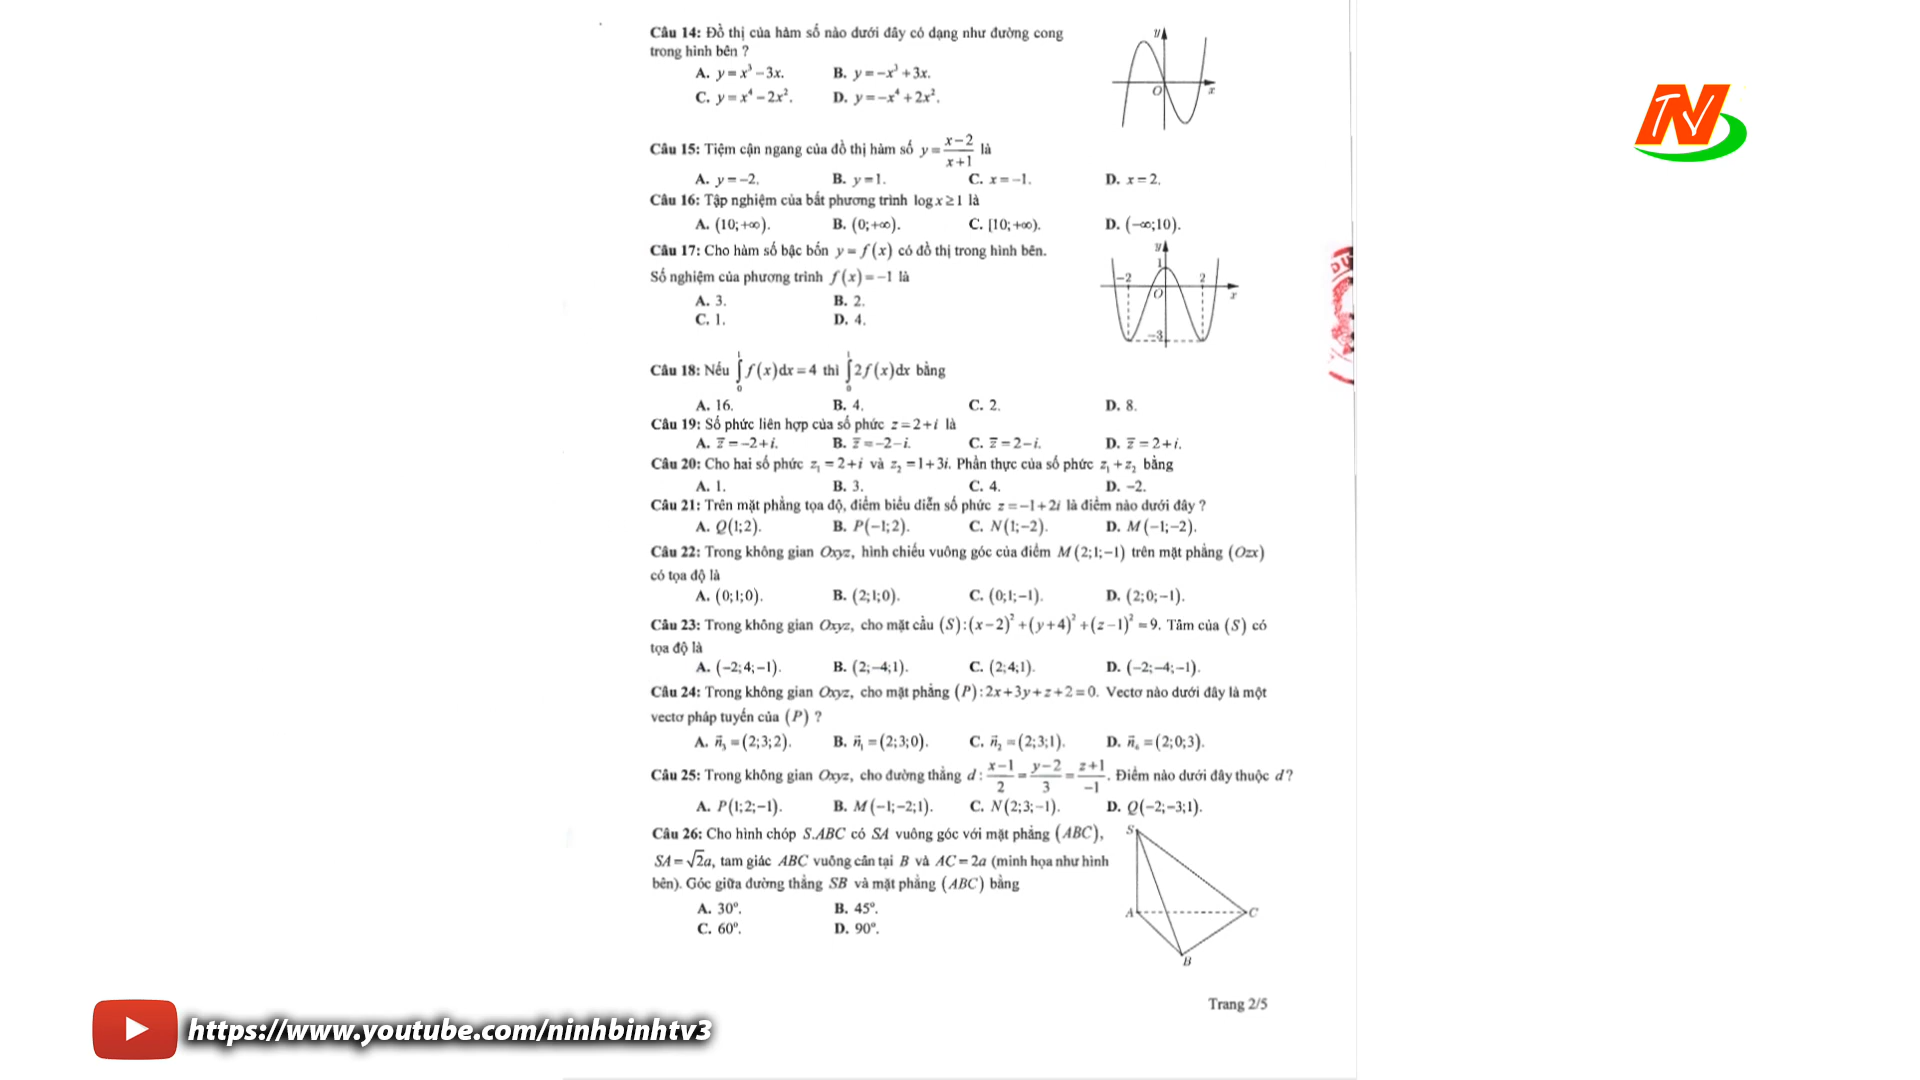 Câu 14: Đồ thị của hàm số nào dưới đây có dạng như đường cong
trong hình bên ?
A. y = x³ − 3x. B. y = −x³ + 3x.
C. y = x⁴ − 2x². D. y = −x⁴ + 2x².
y
O
x
Câu 15: Tiệm cận ngang của đồ thị hàm số y = (x−2)/(x+1) là
A. y = −2. B. y = 1. C. x = −1. D. x = 2.
Câu 16: Tập nghiệm của bất phương trình log x ≥ 1 là
A. (10; +∞). B. (0; +∞). C. [10; +∞). D. (−∞; 10).
Câu 17: Cho hàm số bậc bốn y = f(x) có đồ thị trong hình bên.
Số nghiệm của phương trình f(x) = −1 là
A. 3. B. 2.
C. 1. D. 4.
y
1
−2 2
O x
−3
Câu 18: Nếu ∫₀¹ f(x)dx = 4 thì ∫₀¹ 2f(x)dx bằng
A. 16. B. 4. C. 2. D. 8.
Câu 19: Số phức liên hợp của số phức z = 2 + i là
A. z̅ = −2 + i. B. z̅ = −2 − i. C. z̅ = 2 − i. D. z̅ = 2 + i.
Câu 20: Cho hai số phức z₁ = 2 + i và z₂ = 1 + 3i. Phần thực của số phức z₁ + z₂ bằng
A. 1. B. 3. C. 4. D. −2.
Câu 21: Trên mặt phẳng tọa độ, điểm biểu diễn số phức z = −1 + 2i là điểm nào dưới đây ?
A. Q(1; 2). B. P(−1; 2). C. N(1; −2). D. M(−1; −2).
Câu 22: Trong không gian Oxyz, hình chiếu vuông góc của điểm M(2; 1; −1) trên mặt phẳng (Ozx)
có tọa độ là
A. (0; 1; 0). B. (2; 1; 0). C. (0; 1; −1). D. (2; 0; −1).
Câu 23: Trong không gian Oxyz, cho mặt cầu (S): (x − 2)² + (y + 4)² + (z − 1)² = 9. Tâm của (S) có
tọa độ là
A. (−2; 4; −1). B. (2; −4; 1). C. (2; 4; 1). D. (−2; −4; −1).
Câu 24: Trong không gian Oxyz, cho mặt phẳng (P): 2x + 3y + z + 2 = 0. Vectơ nào dưới đây là một
vectơ pháp tuyến của (P) ?
A. n⃗₃ = (2; 3; 2). B. n⃗₁ = (2; 3; 0). C. n⃗₂ = (2; 3; 1). D. n⃗₄ = (2; 0; 3).
Câu 25: Trong không gian Oxyz, cho đường thẳng d: (x−1)/2 = (y−2)/3 = (z+1)/−1. Điểm nào dưới đây thuộc d ?
A. P(1; 2; −1). B. M(−1; −2; 1). C. N(2; 3; −1). D. Q(−2; −3; 1).
Câu 26: Cho hình chóp S.ABC có SA vuông góc với mặt phẳng (ABC),
SA = √2a, tam giác ABC vuông cân tại B và AC = 2a (minh họa như hình
bên). Góc giữa đường thẳng SB và mặt phẳng (ABC) bằng
A. 30°. B. 45°.
C. 60°. D. 90°.
S
A C
B
Trang 2/5
NTV
https://www.youtube.com/ninhbinhtv3